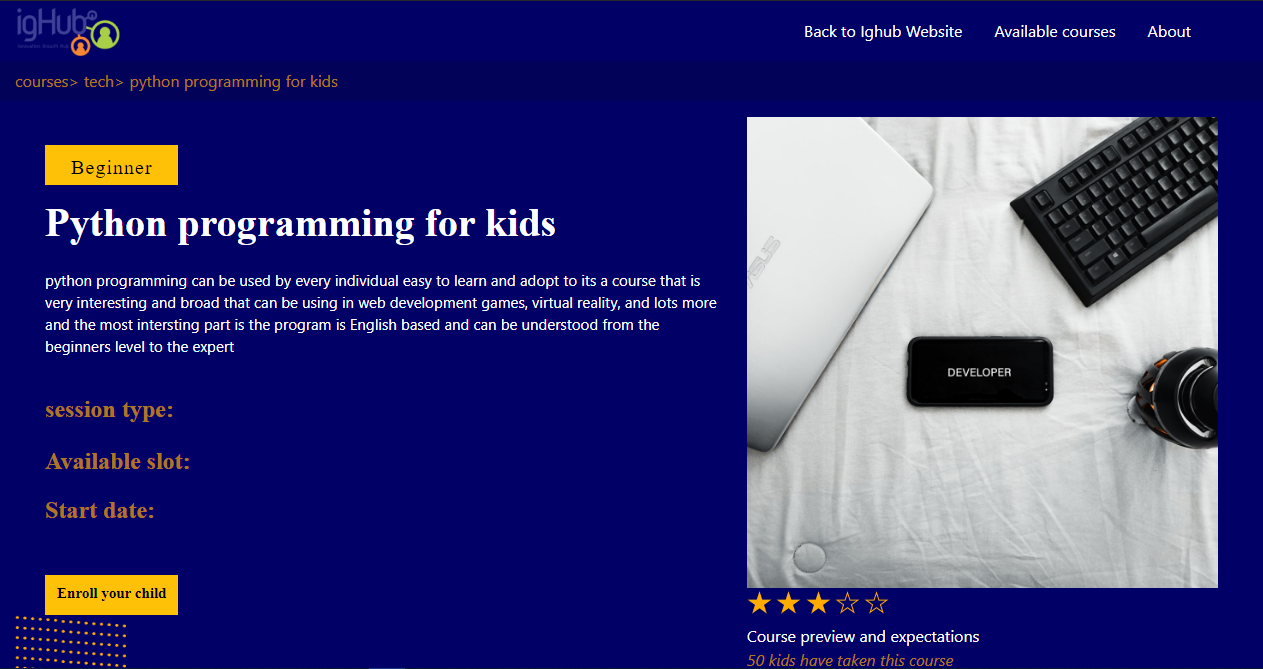 igHub
Back to Ighub Website
Available courses
About
courses> tech> python programming for kids
Beginner
Python programming for kids
python programming can be used by every individual easy to learn and adopt to its a course that is
very interesting and broad that can be using in web development games, virtual reality, and lots more
and the most intersting part is the program is English based and can be understood from the
beginners level to the expert
session type:
Available slot:
Start date:
Enroll your child
ASUS
DEVELOPER
Course preview and expectations
50 kids have taken this course